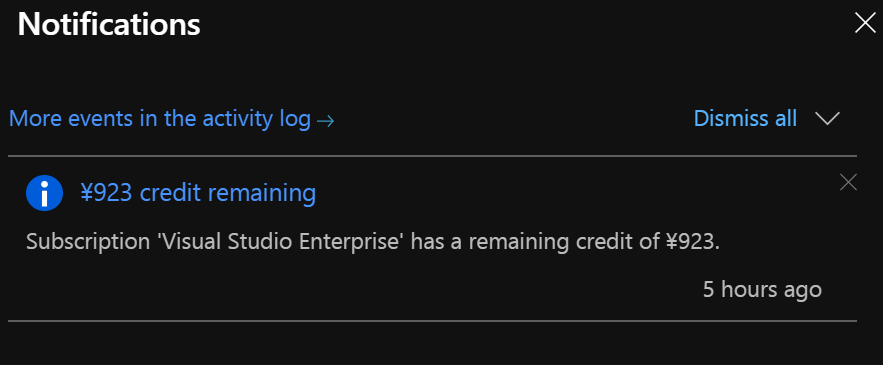 Notifications
More events in the activity log →
Dismiss all
¥923 credit remaining
Subscription 'Visual Studio Enterprise' has a remaining credit of ¥923.
5 hours ago